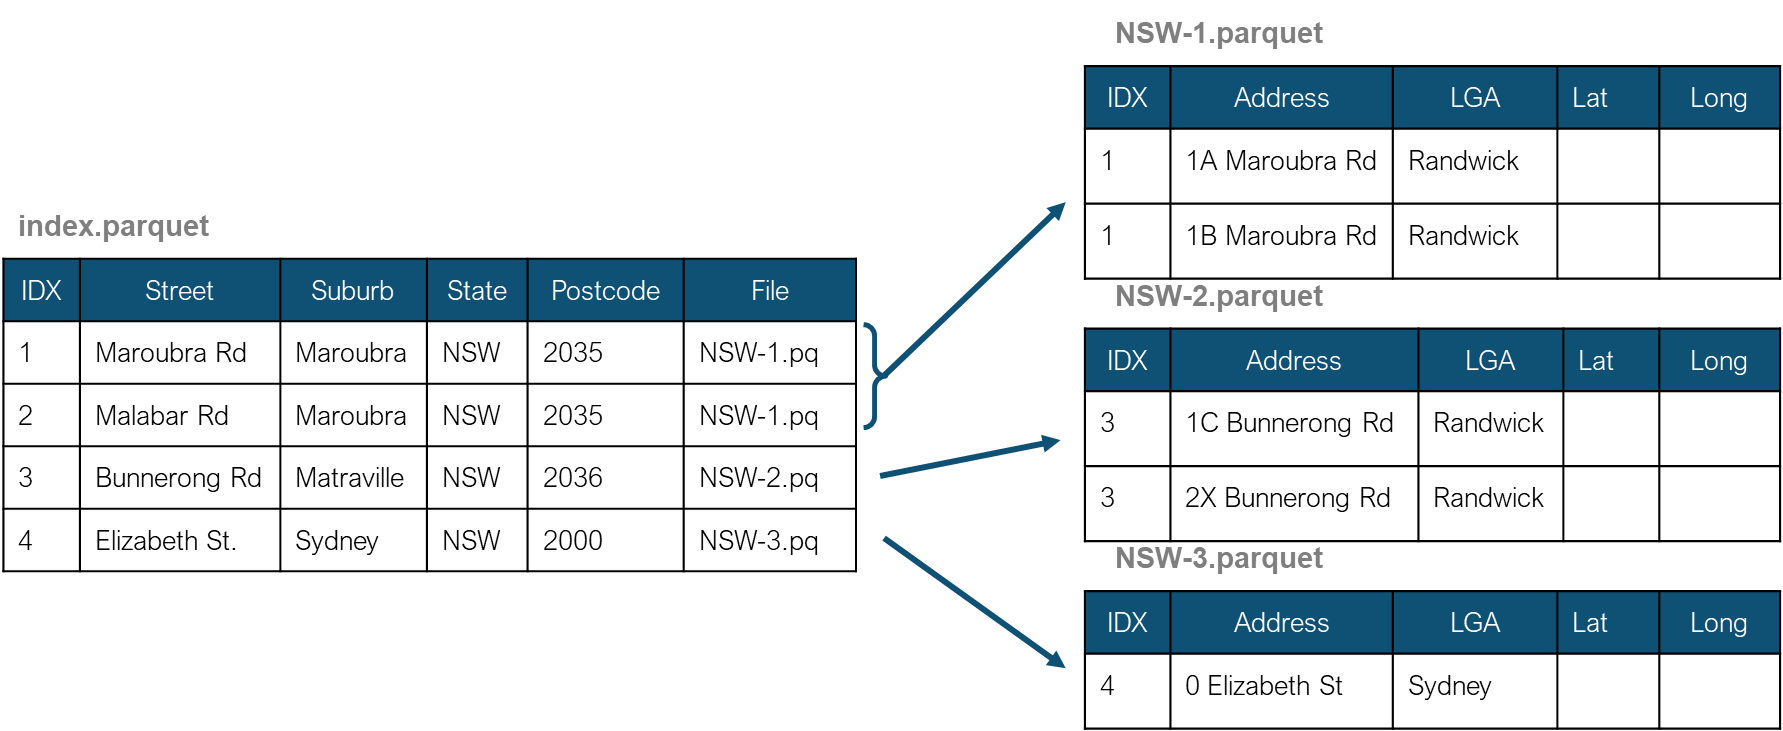 index.parquet
IDX Street Suburb State Postcode File
1 Maroubra Rd Maroubra NSW 2035 NSW-1.pq
2 Malabar Rd Maroubra NSW 2035 NSW-1.pq
3 Bunnerong Rd Matraville NSW 2036 NSW-2.pq
4 Elizabeth St. Sydney NSW 2000 NSW-3.pq
NSW-1.parquet
IDX Address LGA Lat Long
1 1A Maroubra Rd Randwick
1 1B Maroubra Rd Randwick
NSW-2.parquet
IDX Address LGA Lat Long
3 1C Bunnerong Rd Randwick
3 2X Bunnerong Rd Randwick
NSW-3.parquet
IDX Address LGA Lat Long
4 0 Elizabeth St Sydney